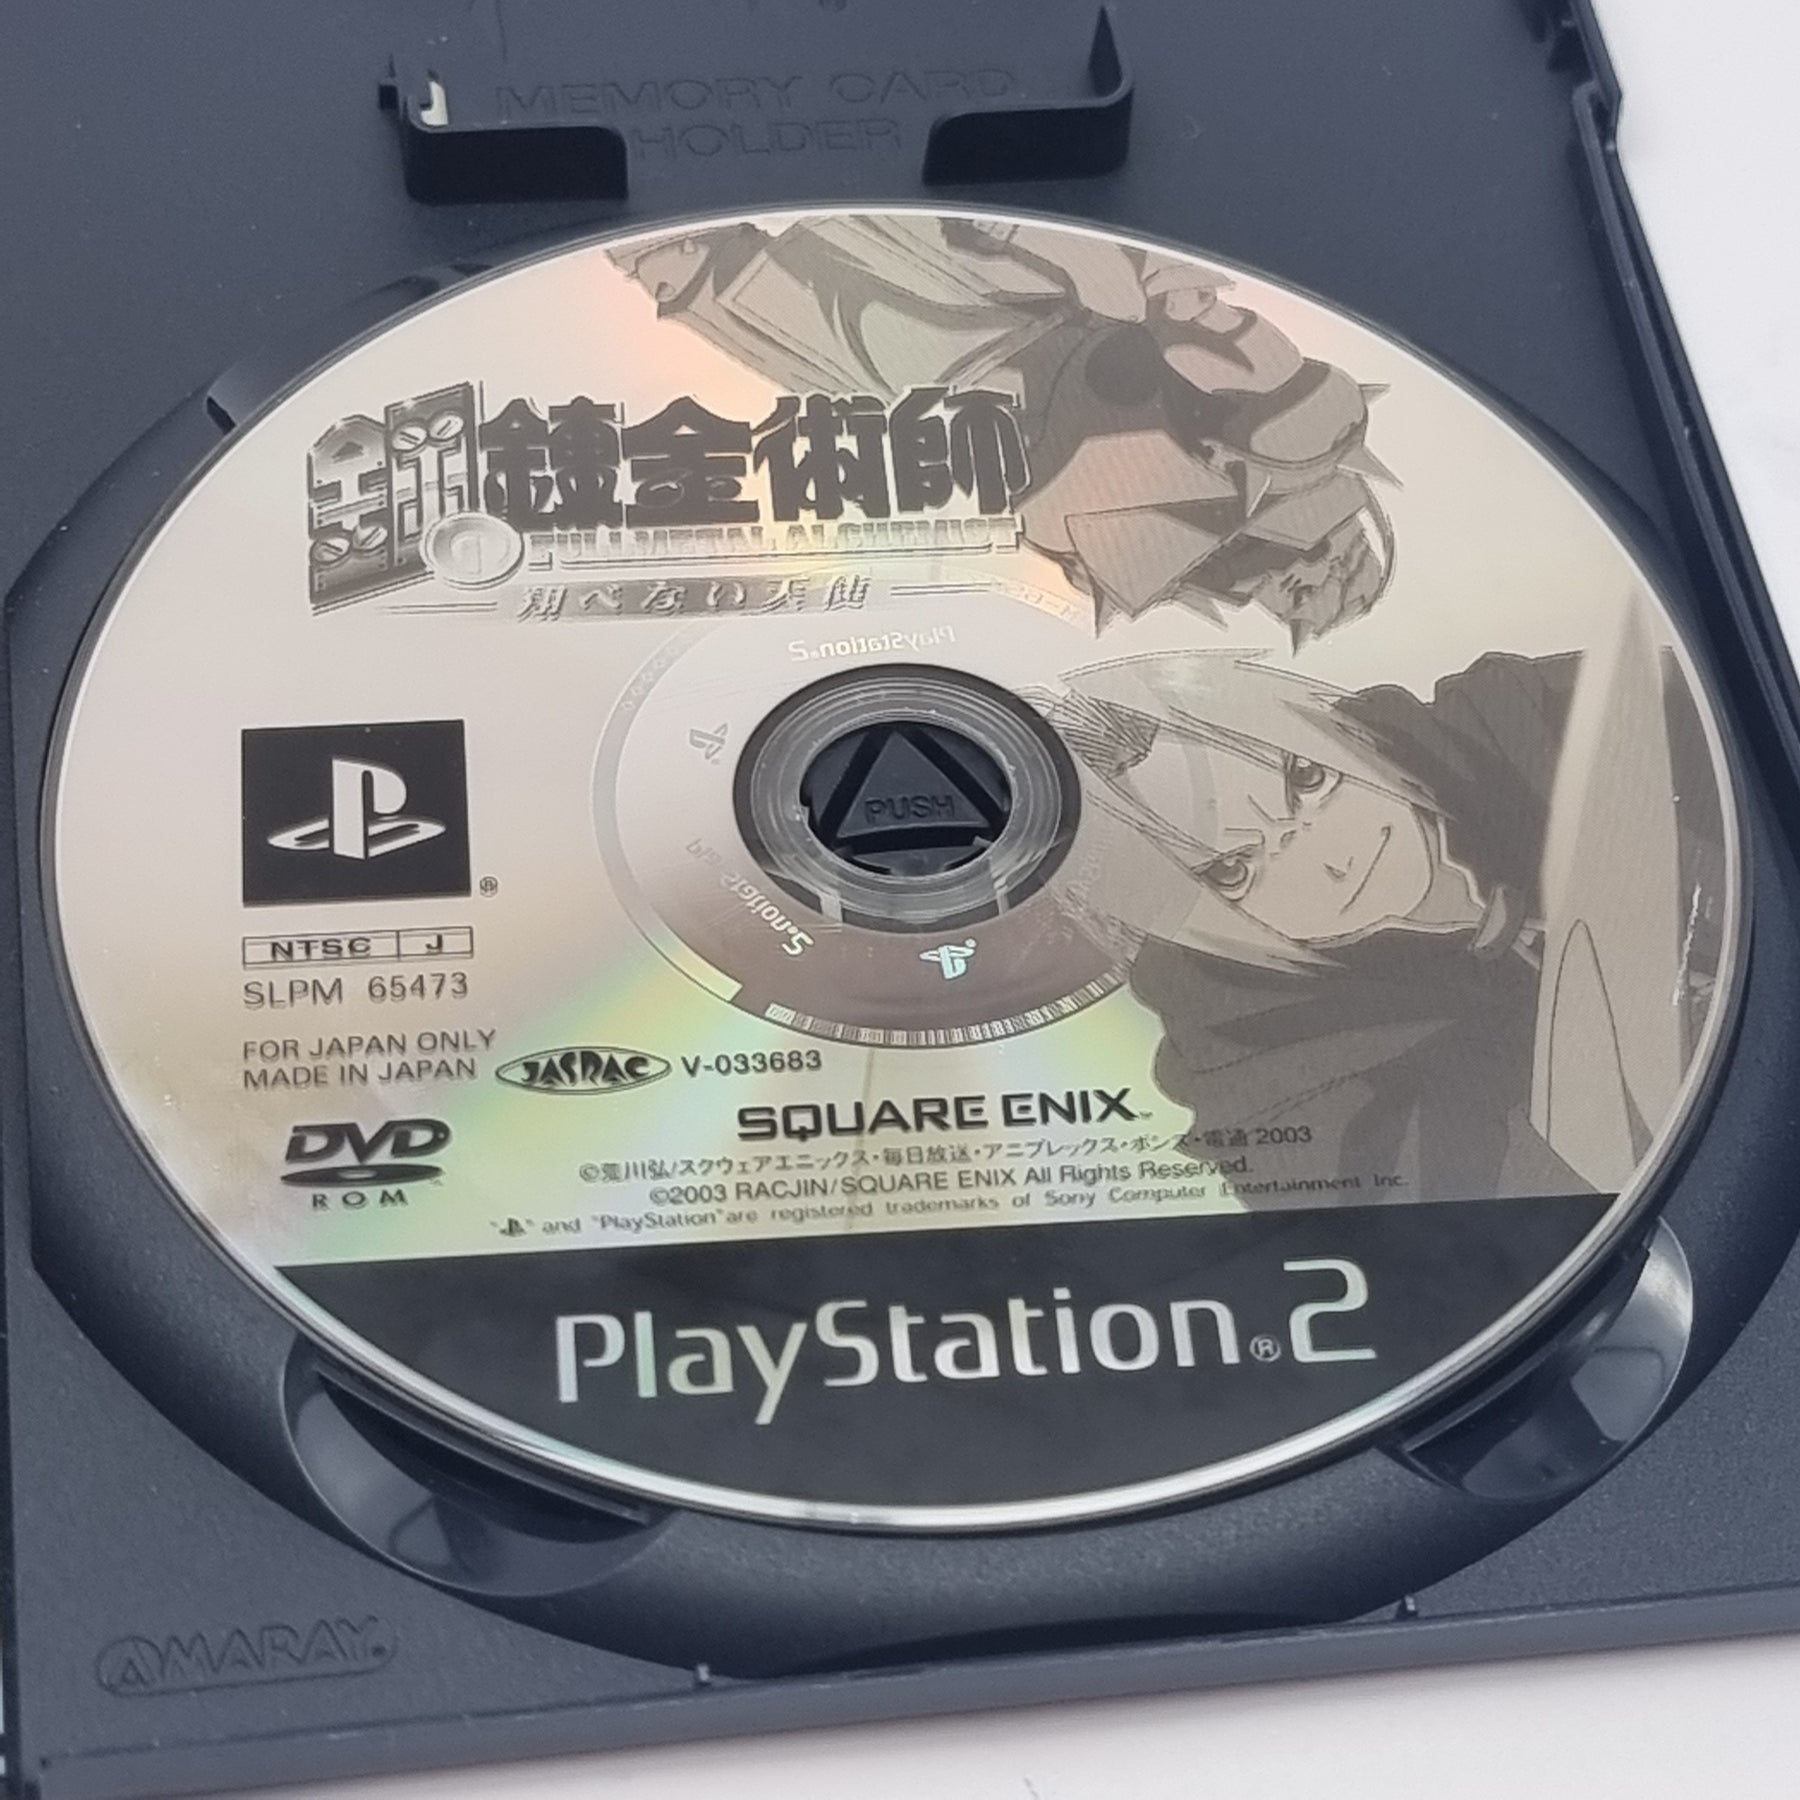 MEMORY CARD
HOLDER
鋼の錬金術師
FULLMETAL ALCHEMIST
翔べない天使
PlayStation®2
PUSH
PlayStation®2
®
NTSC J
SLPM 65473
FOR JAPAN ONLY
MADE IN JAPAN
JASRAC V-033683
DVD
ROM
SQUARE ENIX™
©荒川弘/スクウェアエニックス・毎日放送・アニプレックス・ボンズ・電通 2003
©2003 RACJIN/SQUARE ENIX All Rights Reserved.
" " and "PlayStation" are registered trademarks of Sony Computer Entertainment Inc.
PlayStation®2
AMARAY®